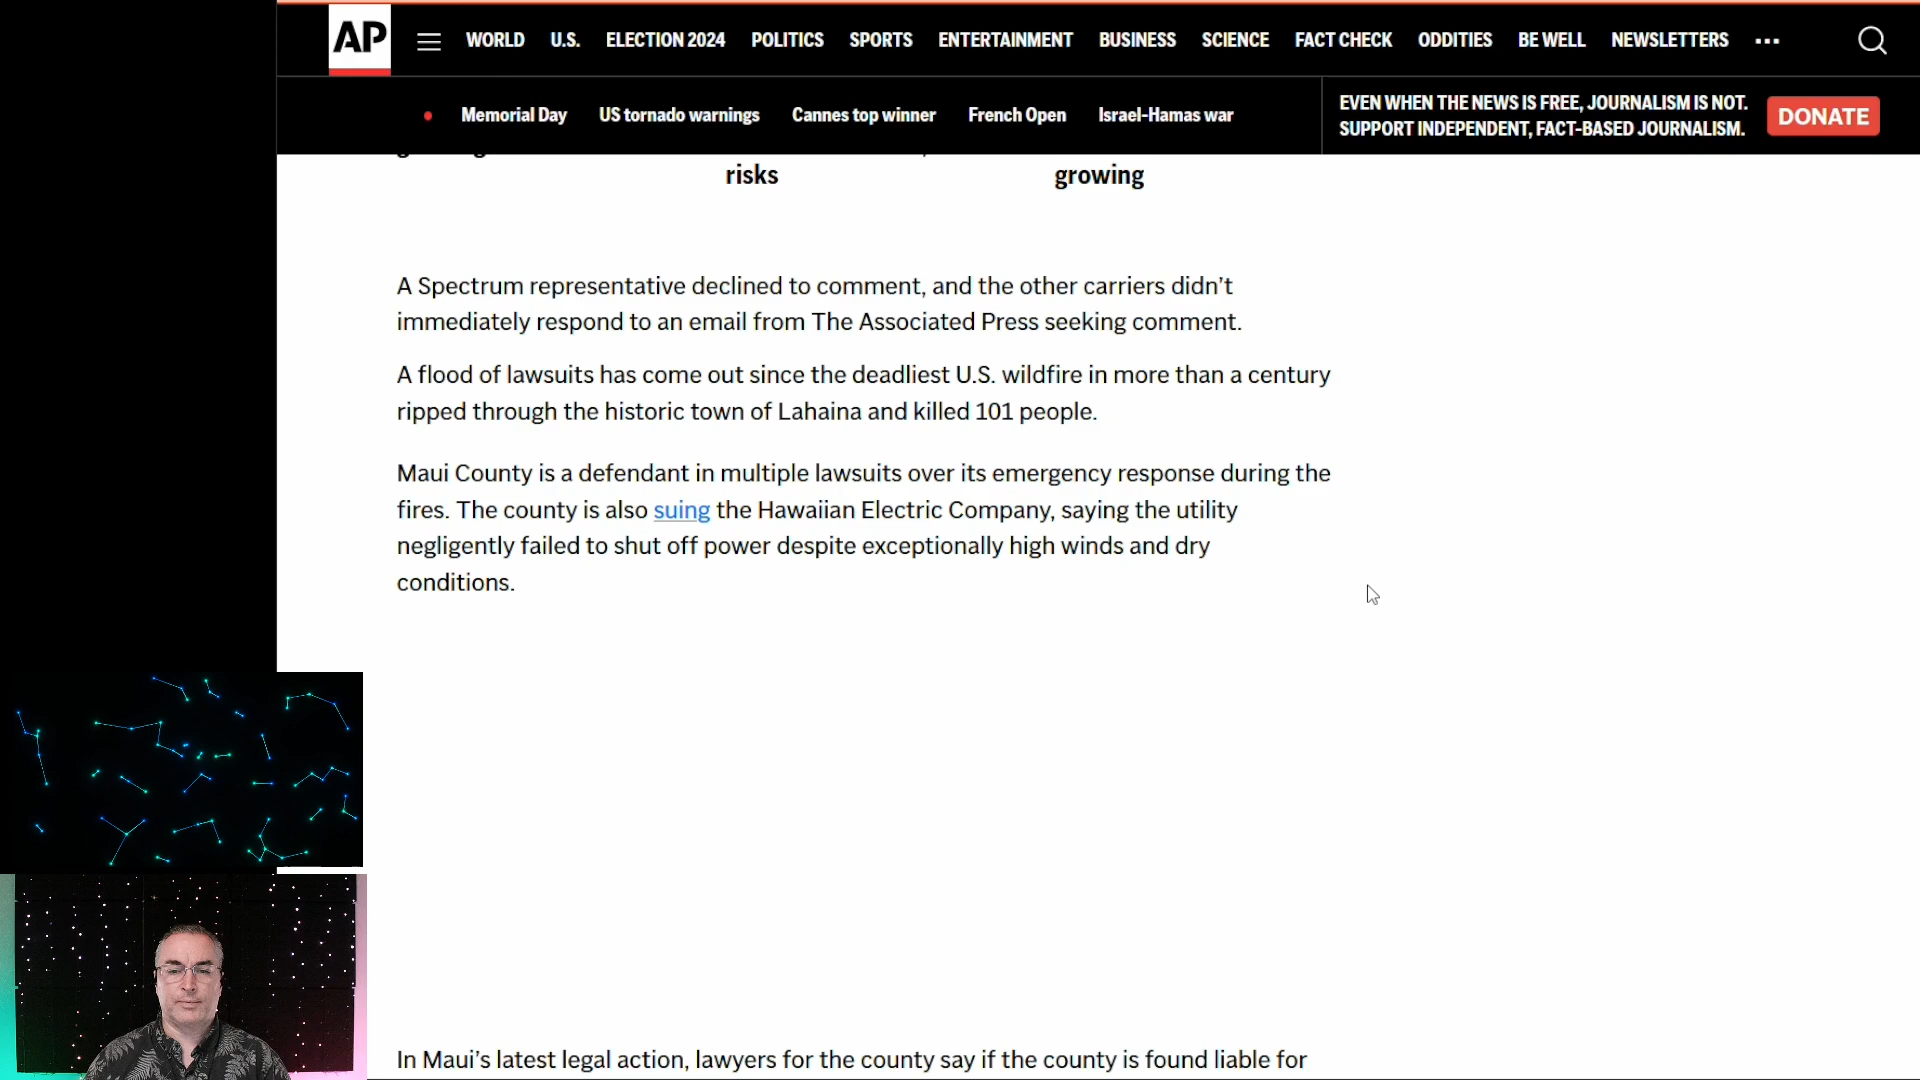 AP
WORLD U.S. ELECTION 2024 POLITICS SPORTS ENTERTAINMENT BUSINESS SCIENCE FACT CHECK ODDITIES BE WELL NEWSLETTERS
Memorial Day US tornado warnings Cannes top winner French Open Israel-Hamas war
EVEN WHEN THE NEWS IS FREE, JOURNALISM IS NOT.
SUPPORT INDEPENDENT, FACT-BASED JOURNALISM.
DONATE
risks growing
A Spectrum representative declined to comment, and the other carriers didn’t
immediately respond to an email from The Associated Press seeking comment.
A flood of lawsuits has come out since the deadliest U.S. wildfire in more than a century
ripped through the historic town of Lahaina and killed 101 people.
Maui County is a defendant in multiple lawsuits over its emergency response during the
fires. The county is also suing the Hawaiian Electric Company, saying the utility
negligently failed to shut off power despite exceptionally high winds and dry
conditions.
In Maui’s latest legal action, lawyers for the county say if the county is found liable for